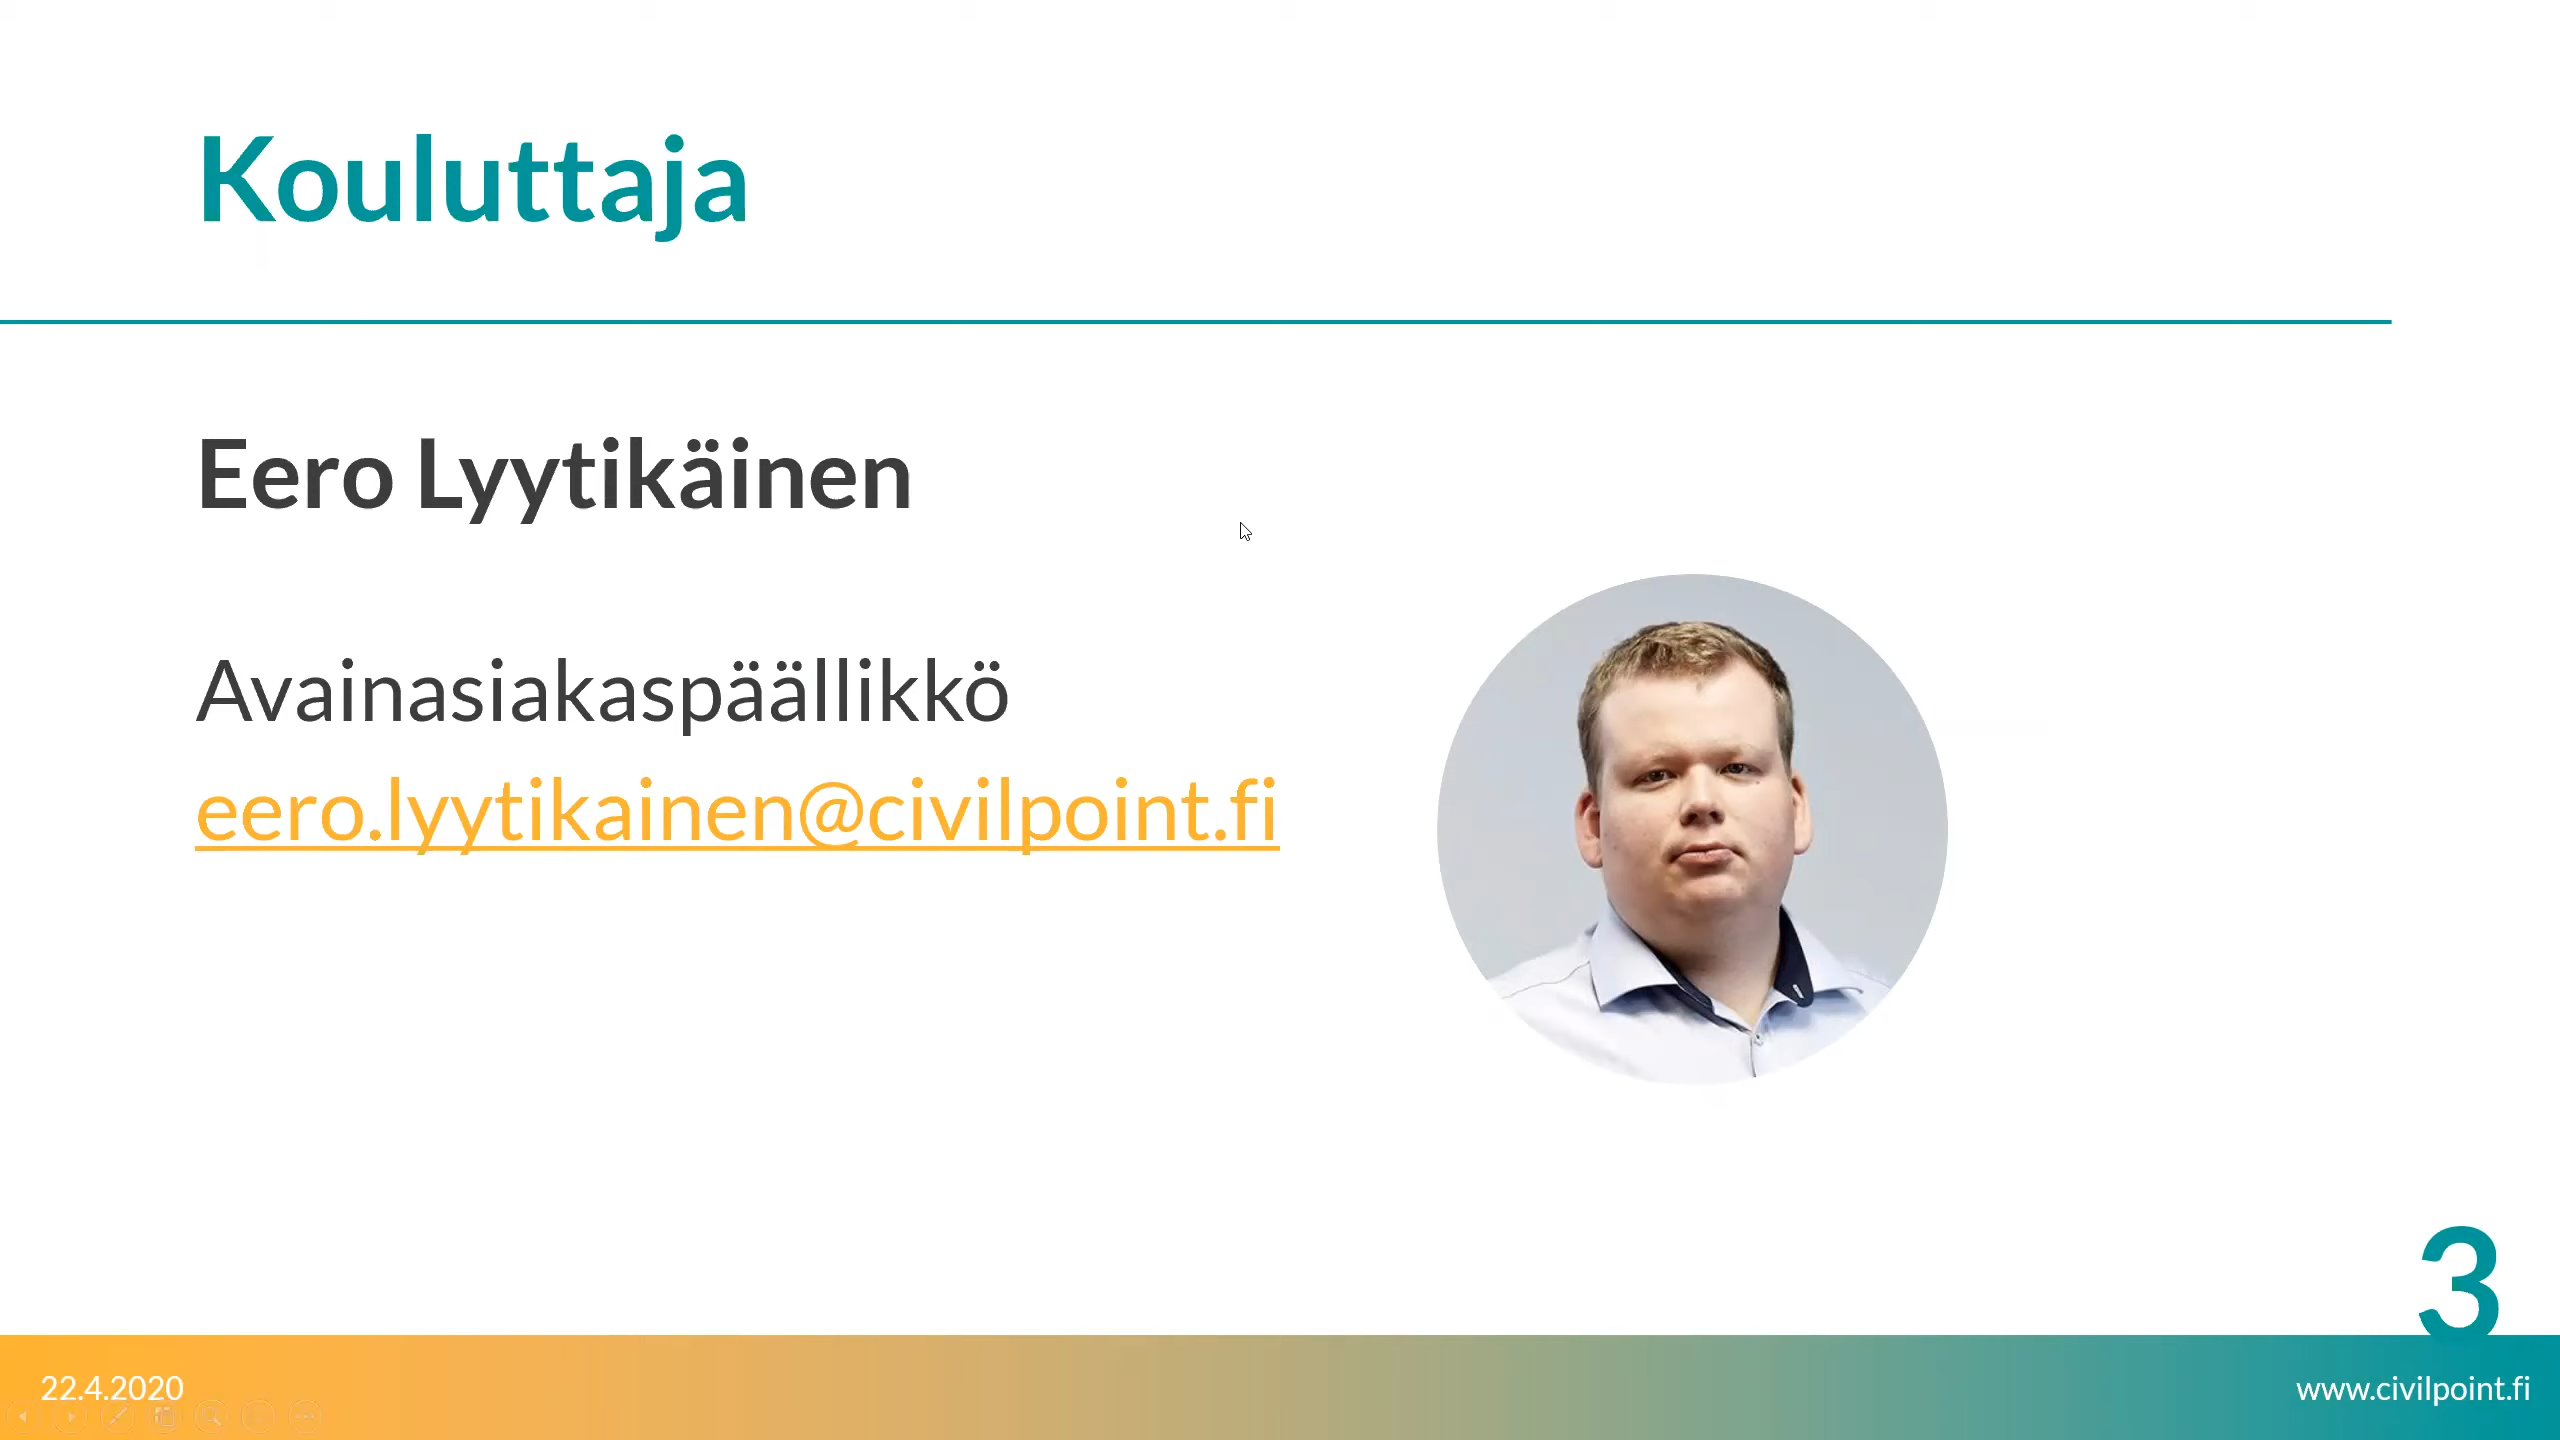 Kouluttaja
Eero Lyytikäinen
Avainasiakaspäällikkö
eero.lyytikainen@civilpoint.fi
3
22.4.2020
www.civilpoint.fi